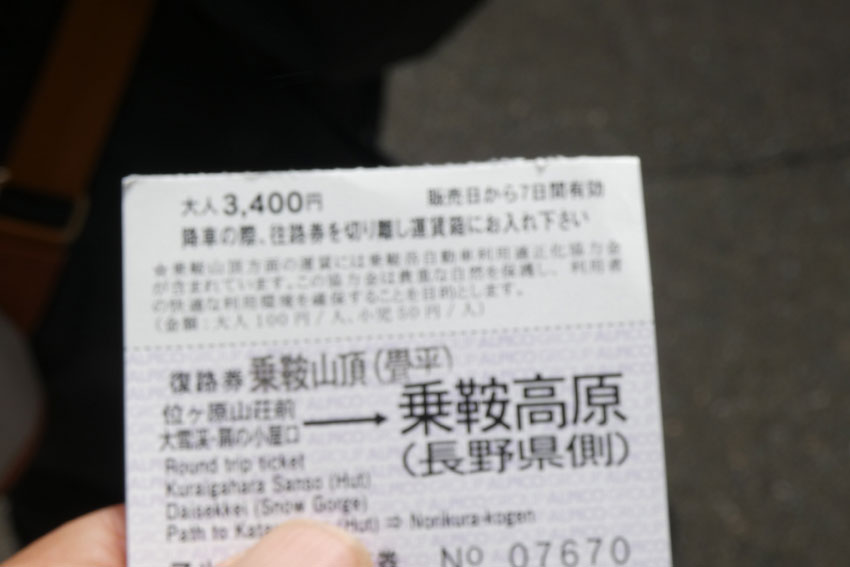 大人3,400円 販売日から7日間有効
降車の際、往路券を切り離し運賃箱にお入れ下さい
※乗鞍山頂方面の運賃には乗鞍岳自動車利用適正化協力金
が含まれています。この協力金は貴重な自然を保護し、利用者
の快適な利用環境を確保することを目的とします。
(金額:大人100円/人、小児50円/人)
復路券 乗鞍山頂(畳平)
位ヶ原山荘前
大雪渓・肩の小屋口
→ 乗鞍高原
(長野県側)
Round trip ticket
Kuraigahara Sanso (Hut)
Daisekkei (Snow Gorge)
Path to Kata (Hut) ⇒ Norikura-kogen
券 No 07670